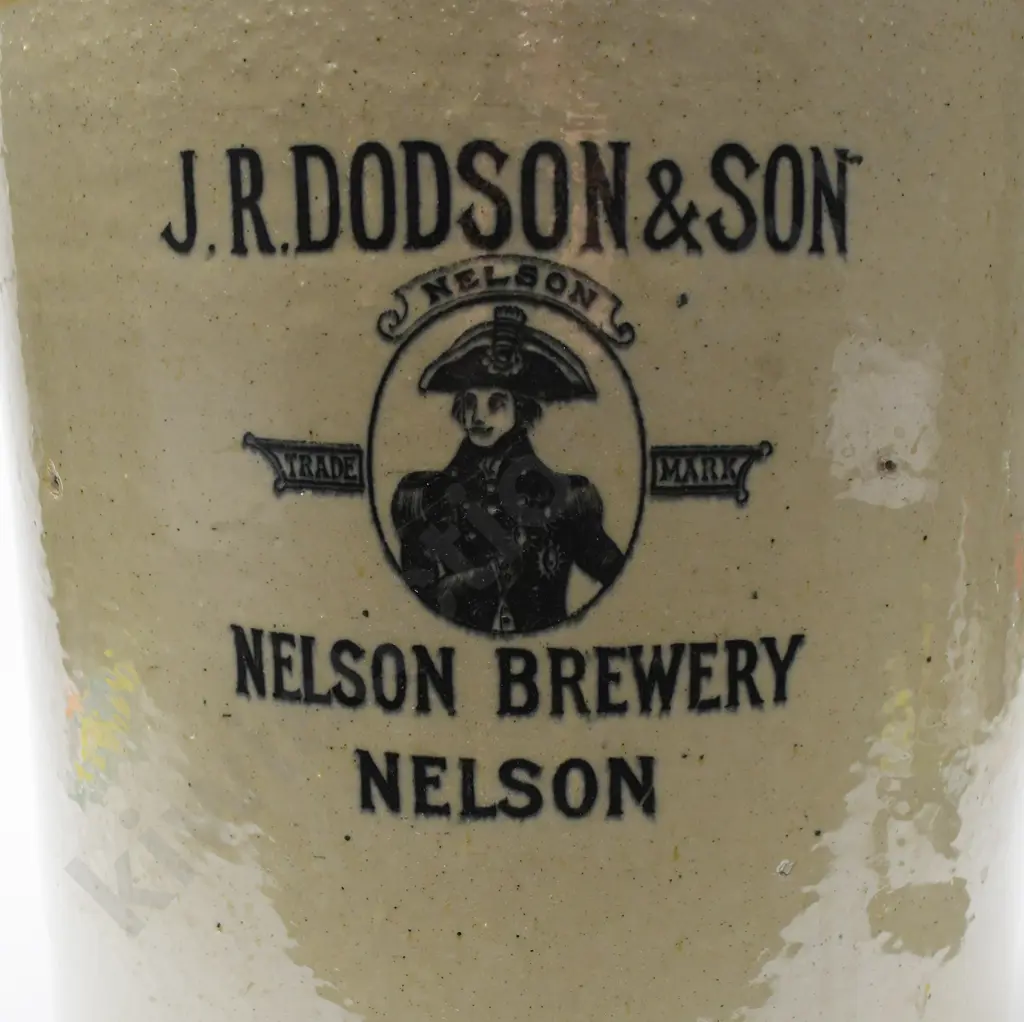 J.R.DODSON & SON
NELSON
TRADE MARK
NELSON BREWERY
NELSON